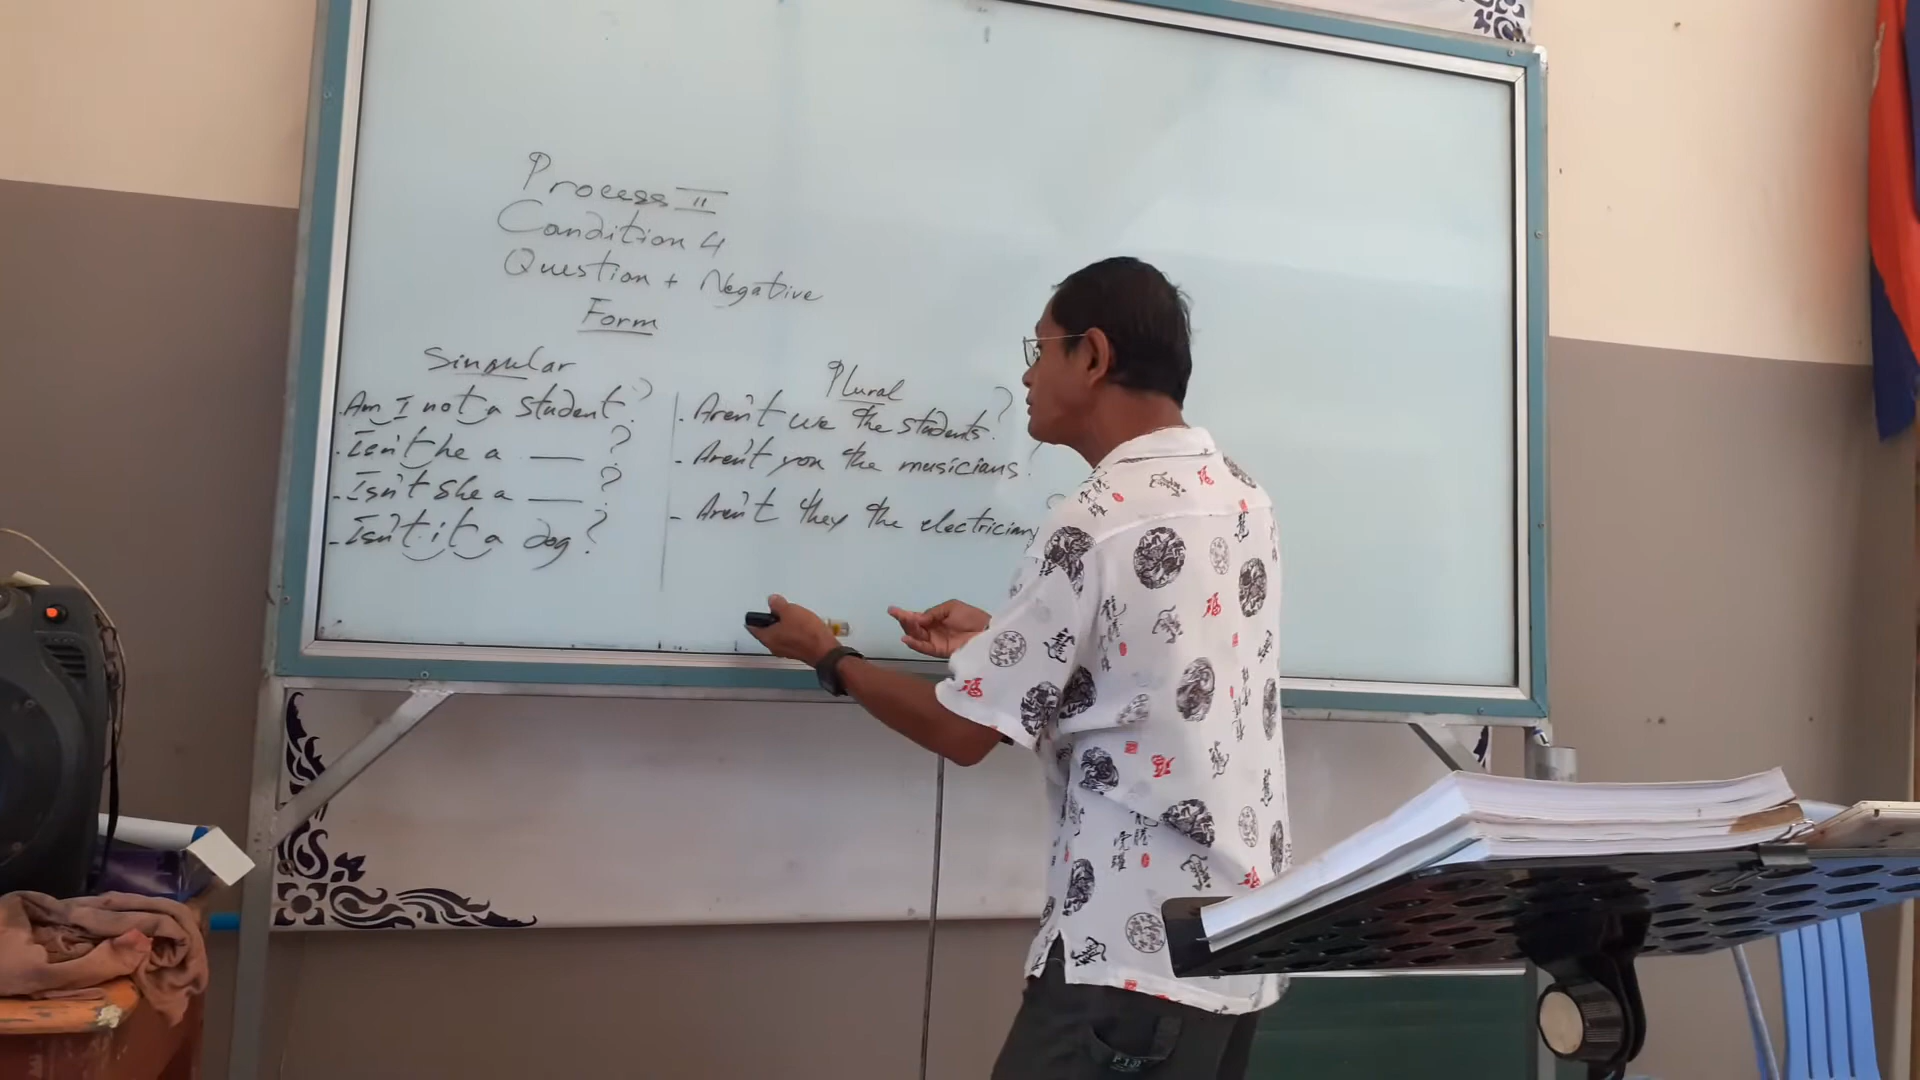 Process II
Condition 4
Question + Negative
Form
Singular
. Am I not a student?
. Isn't he a ___ ?
- Isn't she a ___ ?
- Isn't it a dog?
Plural
. Aren't we the students?
- Aren't you the musicians?
- Aren't they the electrician